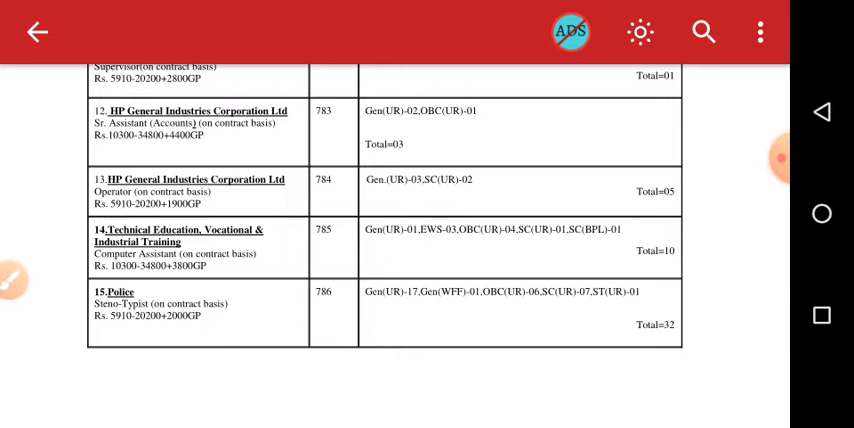 ADS
Supervisor(on contract basis)
Rs. 5910-20200+2800GP
Total=01
12. HP General Industries Corporation Ltd
Sr. Assistant (Accounts) (on contract basis)
Rs.10300-34800+4400GP
783
Gen(UR)-02,OBC(UR)-01
Total=03
13.HP General Industries Corporation Ltd
Operator (on contract basis)
Rs. 5910-20200+1900GP
784
Gen.(UR)-03,SC(UR)-02
Total=05
14.Technical Education, Vocational &
Industrial Training
Computer Assistant (on contract basis)
Rs. 10300-34800+3800GP
785
Gen(UR)-01,EWS-03,OBC(UR)-04,SC(UR)-01,SC(BPL)-01
Total=10
15.Police
Steno-Typist (on contract basis)
Rs. 5910-20200+2000GP
786
Gen(UR)-17,Gen(WFF)-01,OBC(UR)-06,SC(UR)-07,ST(UR)-01
Total=32